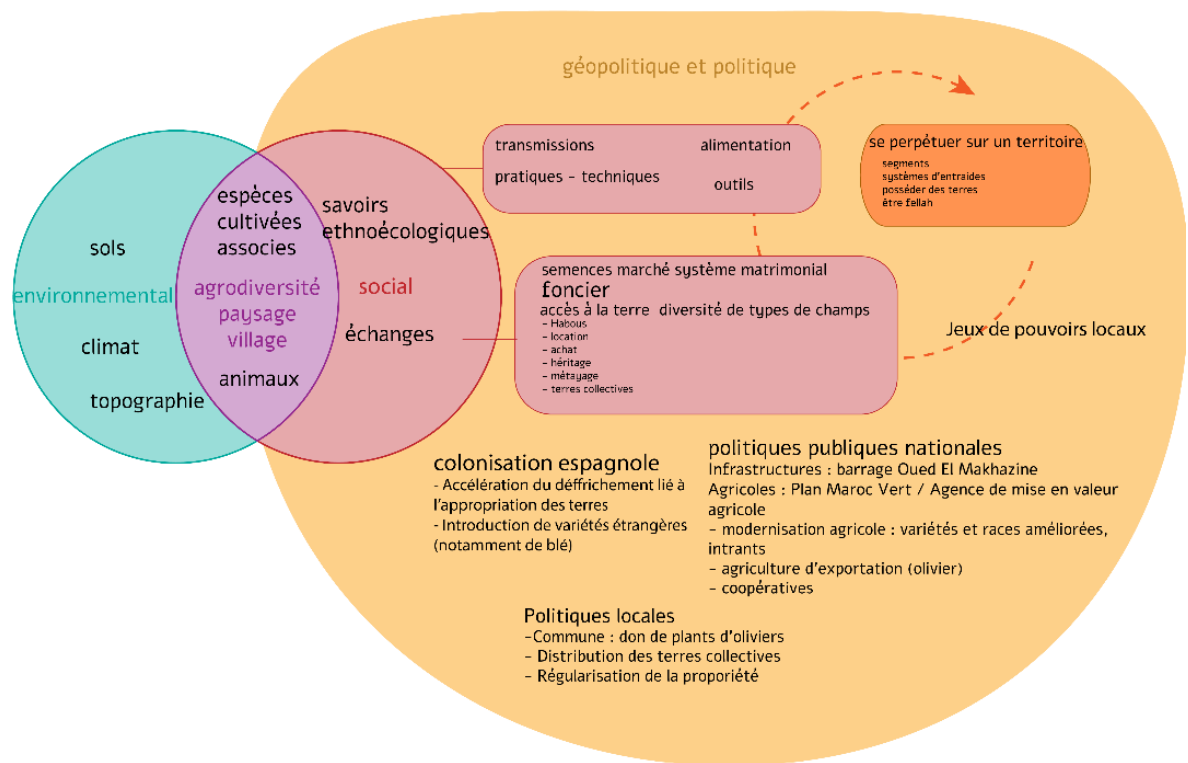 géopolitique et politique
sols
environnemental
climat
topographie
espèces
cultivées
associes
agrodiversité
paysage
village
animaux
savoirs
ethnoécologiques
social
échanges
transmissions
alimentation
pratiques - techniques
outils
se perpétuer sur un territoire
segments
systèmes d'entraides
posséder des terres
être fellah
semences marché système matrimonial
foncier
accès à la terre diversité de types de champs
- Habous
- location
- achat
- héritage
- métayage
- terres collectives
Jeux de pouvoirs locaux
colonisation espagnole
- Accélération du déffrichement lié à
l'appropriation des terres
- Introduction de variétés étrangères
(notamment de blé)
politiques publiques nationales
Infrastructures : barrage Oued El Makhazine
Agricoles : Plan Maroc Vert / Agence de mise en valeur
agricole
- modernisation agricole : variétés et races améliorées,
intrants
- agriculture d'exportation (olivier)
- coopératives
Politiques locales
-Commune : don de plants d'oliviers
- Distribution des terres collectives
- Régularisation de la proporiété